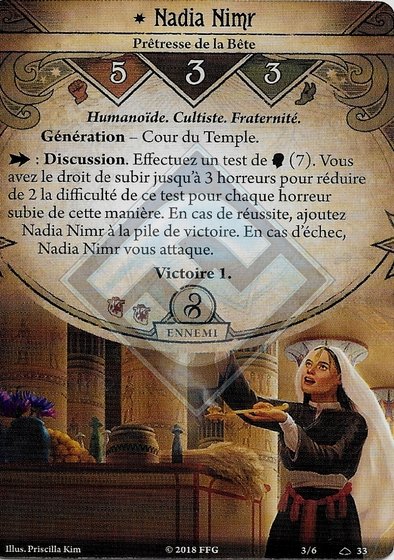 Nadia Nimr
Prêtresse de la Bête
5 3 3
Humanoïde. Cultiste. Fraternité.
Génération – Cour du Temple.
: Discussion. Effectuez un test de (7). Vous
avez le droit de subir jusqu'à 3 horreurs pour réduire
de 2 la difficulté de ce test pour chaque horreur
subie de cette manière. En cas de réussite, ajoutez
Nadia Nimr à la pile de victoire. En cas d'échec,
Nadia Nimr vous attaque.
Victoire 1.
ENNEMI
Illus. Priscilla Kim © 2018 FFG 3/6 33